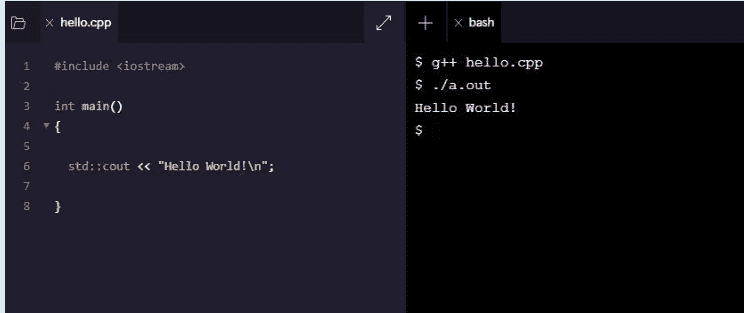 hello.cpp
1 #include <iostream>
2
3 int main()
4 {
5
6 std::cout << "Hello World!\n";
7
8 }
bash
$ g++ hello.cpp
$ ./a.out
Hello World!
$